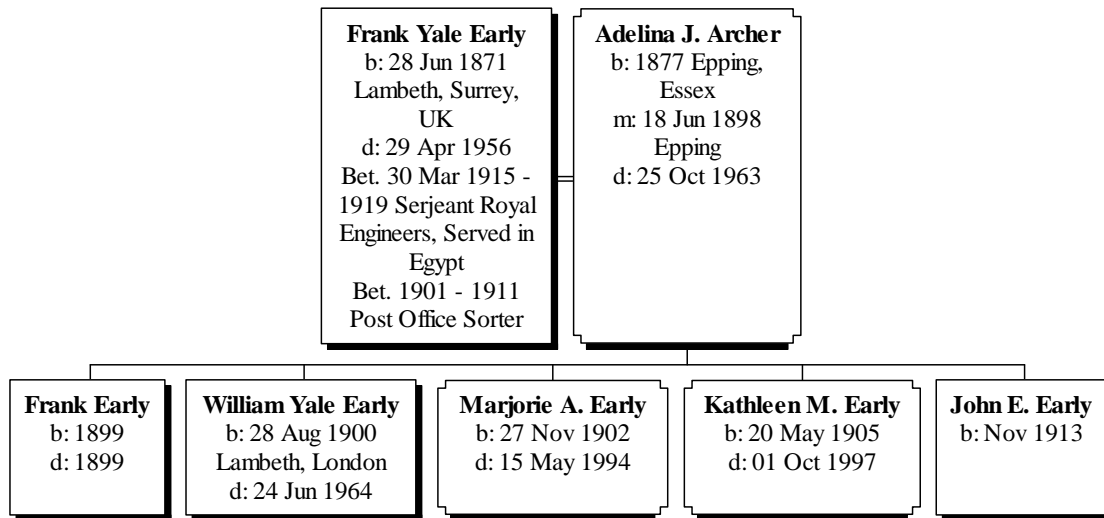 Frank Yale Early
b: 28 Jun 1871
Lambeth, Surrey,
UK
d: 29 Apr 1956
Bet. 30 Mar 1915 -
1919 Serjeant Royal
Engineers, Served in
Egypt
Bet. 1901 - 1911
Post Office Sorter
Adelina J. Archer
b: 1877 Epping,
Essex
m: 18 Jun 1898
Epping
d: 25 Oct 1963
Frank Early
b: 1899
d: 1899
William Yale Early
b: 28 Aug 1900
Lambeth, London
d: 24 Jun 1964
Marjorie A. Early
b: 27 Nov 1902
d: 15 May 1994
Kathleen M. Early
b: 20 May 1905
d: 01 Oct 1997
John E. Early
b: Nov 1913